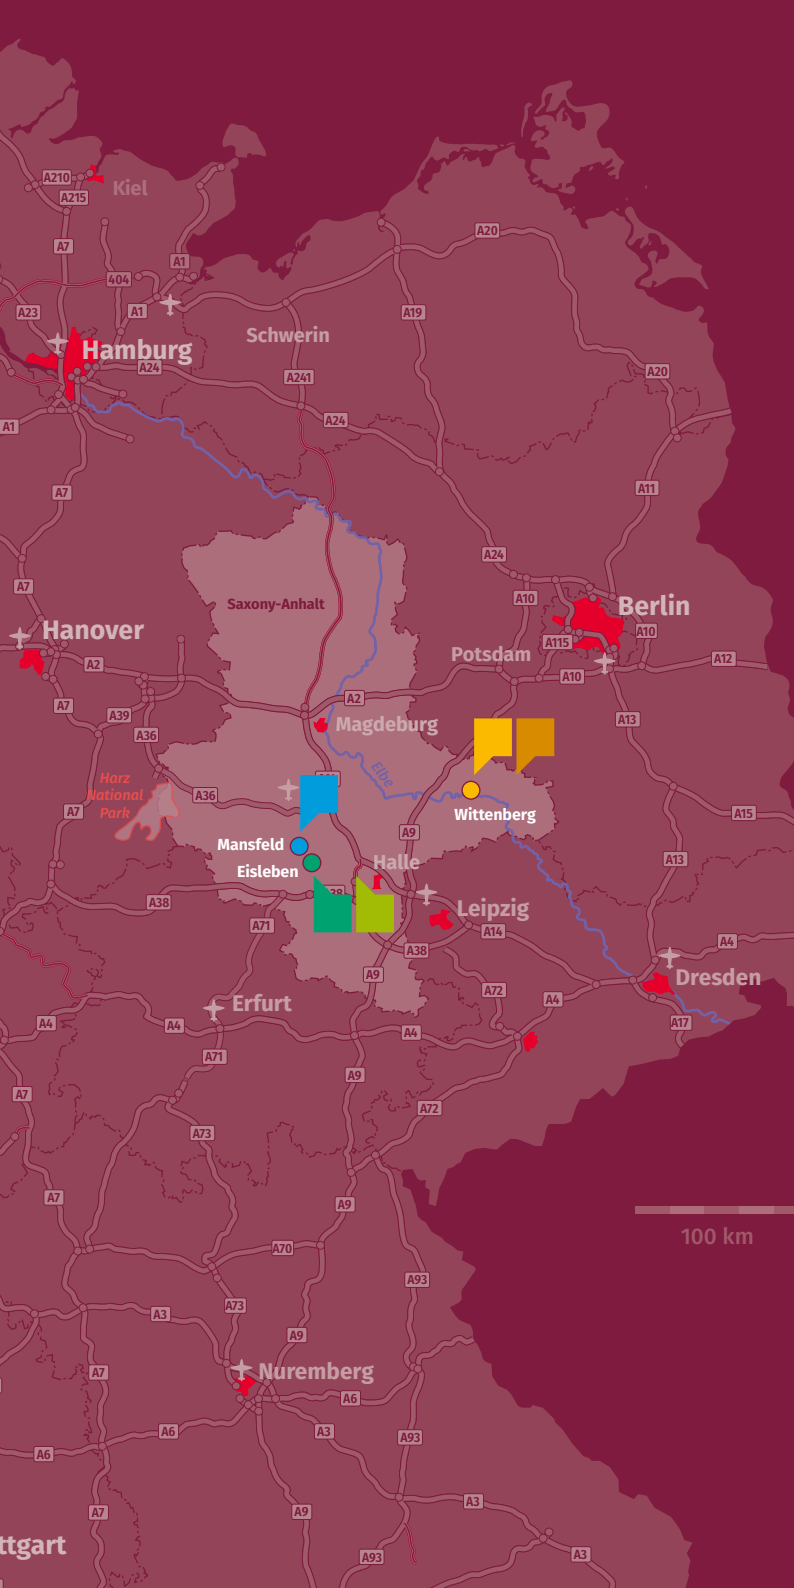 A210
Kiel
A215
A7
A20
A1
404
A1
A23
A19
Schwerin
Hamburg
A24
A20
A241
A24
A1
A7
A11
A24
A7
A10
Saxony-Anhalt
Berlin
Hanover
A10
A115
Potsdam
A2
A12
A10
A2
A7
A39
A13
Magdeburg
A36
Elbe
Harz
National
Park
A36
A7
A15
Wittenberg
A9
Mansfeld
Halle
A13
Eisleben
A38
A38
Leipzig
A71
A14
A4
A38
A9
Dresden
A72
A4
Erfurt
A4
A4
A4
A17
A71
A9
A7
A72
A73
A7
A9
100 km
A70
A93
A73
A3
A9
A7
Nuremberg
A6
A6
A3
A93
A6
A3
A7
A9
ttgart
A93
A3